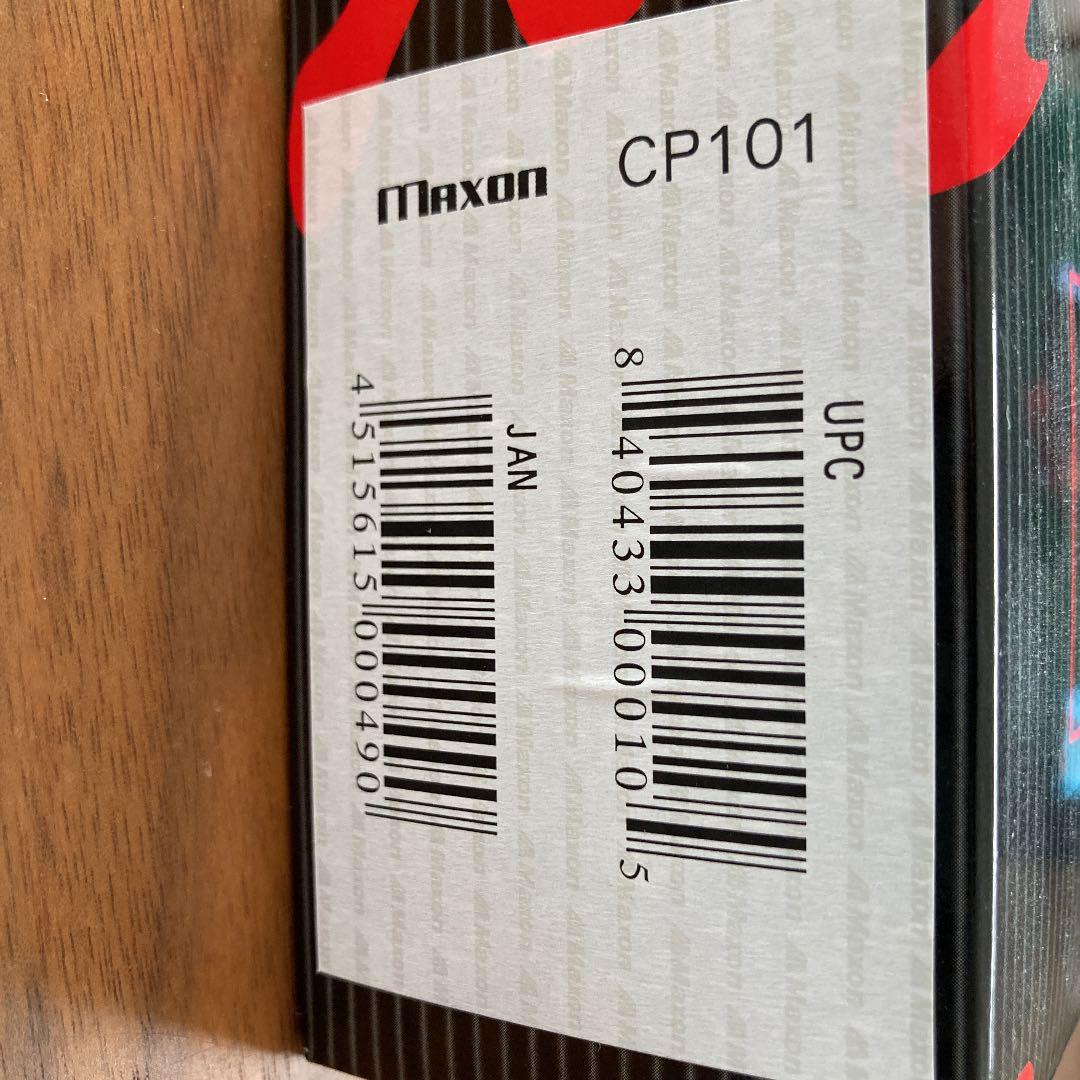 Maxon CP101
UPC
8 40433 00010 5
JAN
4 515615 000490